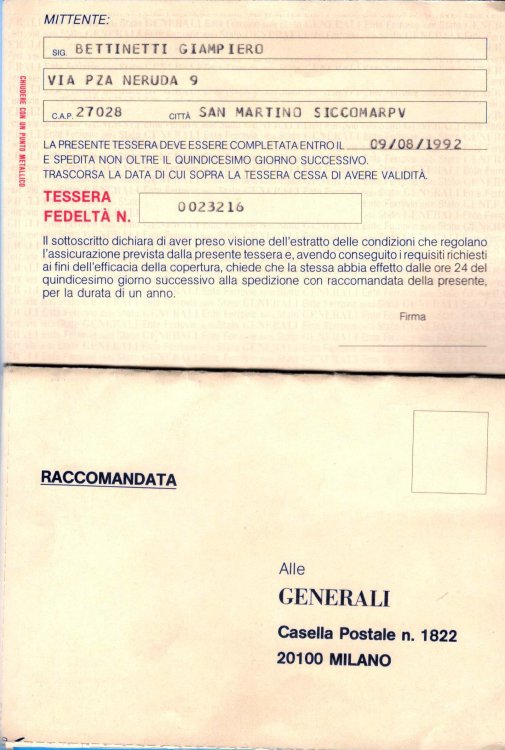 MITTENTE:
SIG. BETTINETTI GIAMPIERO
VIA PZA NERUDA 9
C.A.P. 27028 CITTÀ SAN MARTINO SICCOMARPV
CHIUDERE CON UN PUNTO METALLICO
LA PRESENTE TESSERA DEVE ESSERE COMPLETATA ENTRO IL 09/08/1992
E SPEDITA NON OLTRE IL QUINDICESIMO GIORNO SUCCESSIVO.
TRASCORSA LA DATA DI CUI SOPRA LA TESSERA CESSA DI AVERE VALIDITÀ.
TESSERA
FEDELTÀ N. 0023216
Il sottoscritto dichiara di aver preso visione dell'estratto delle condizioni che regolano
l'assicurazione prevista dalla presente tessera e, avendo conseguito i requisiti richiesti
ai fini dell'efficacia della copertura, chiede che la stessa abbia effetto dalle ore 24 del
quindicesimo giorno successivo alla spedizione con raccomandata della presente,
per la durata di un anno.
Firma
RACCOMANDATA
Alle
GENERALI
Casella Postale n. 1822
20100 MILANO